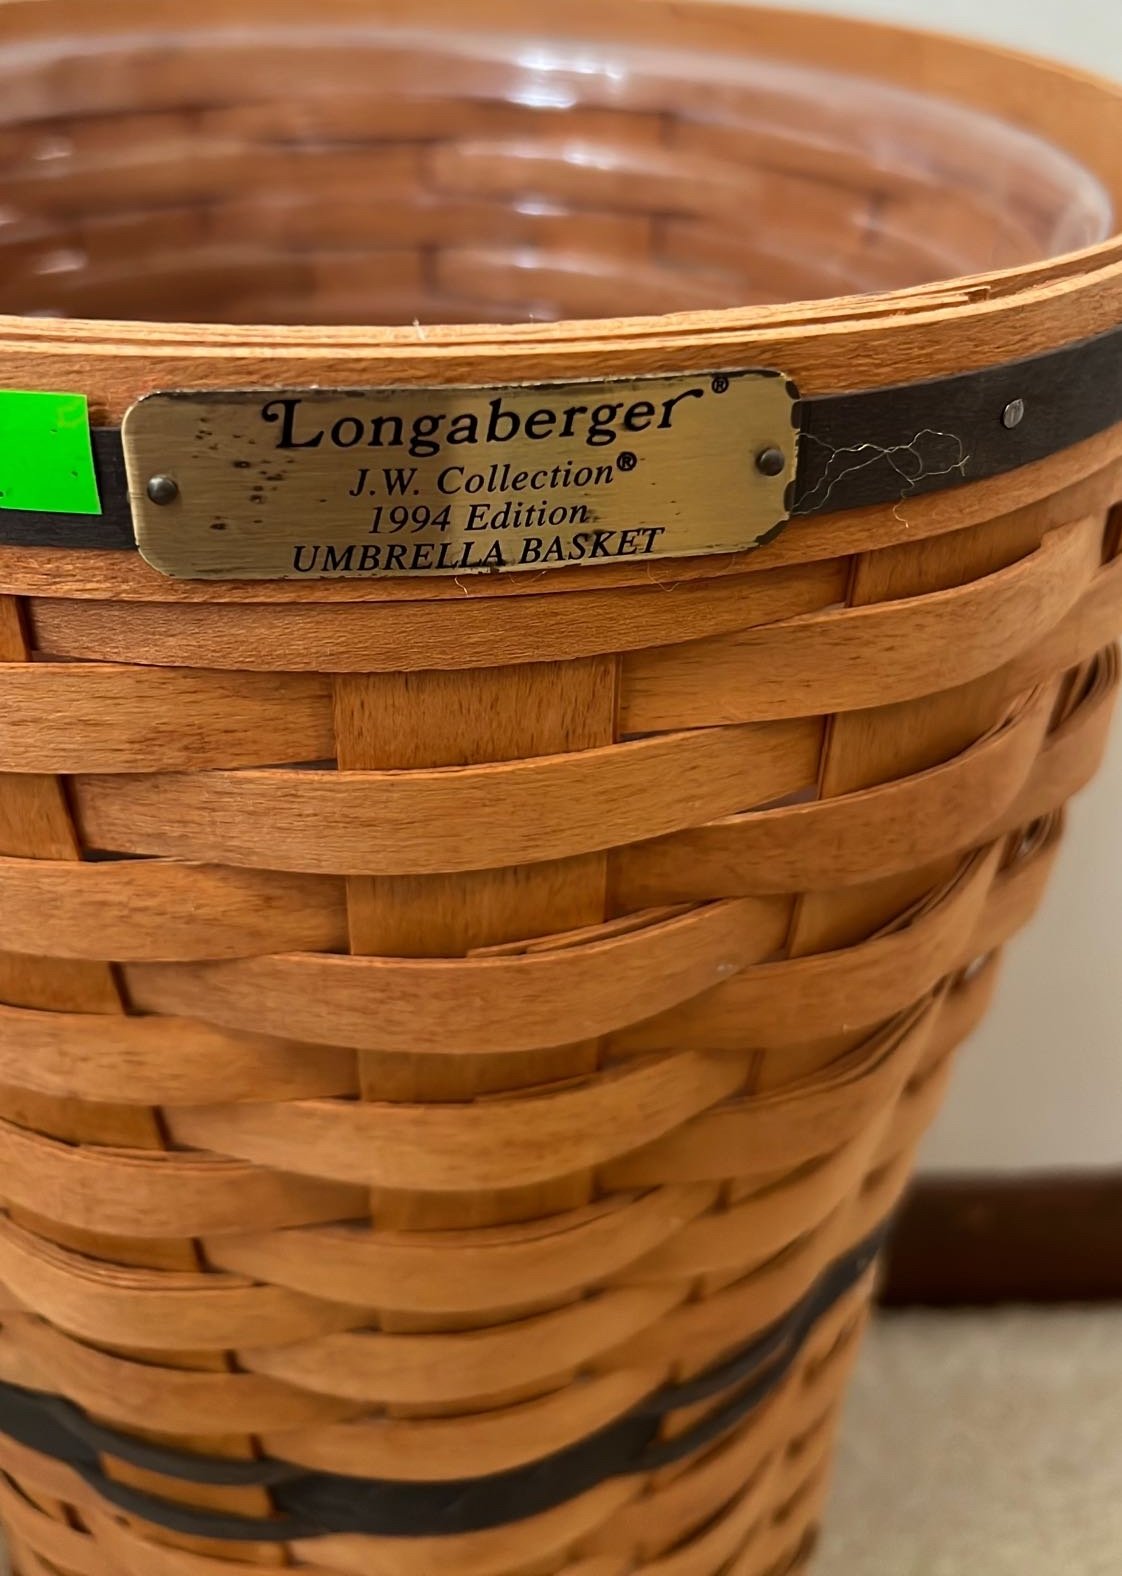 Longaberger®
J.W. Collection®
1994 Edition
UMBRELLA BASKET